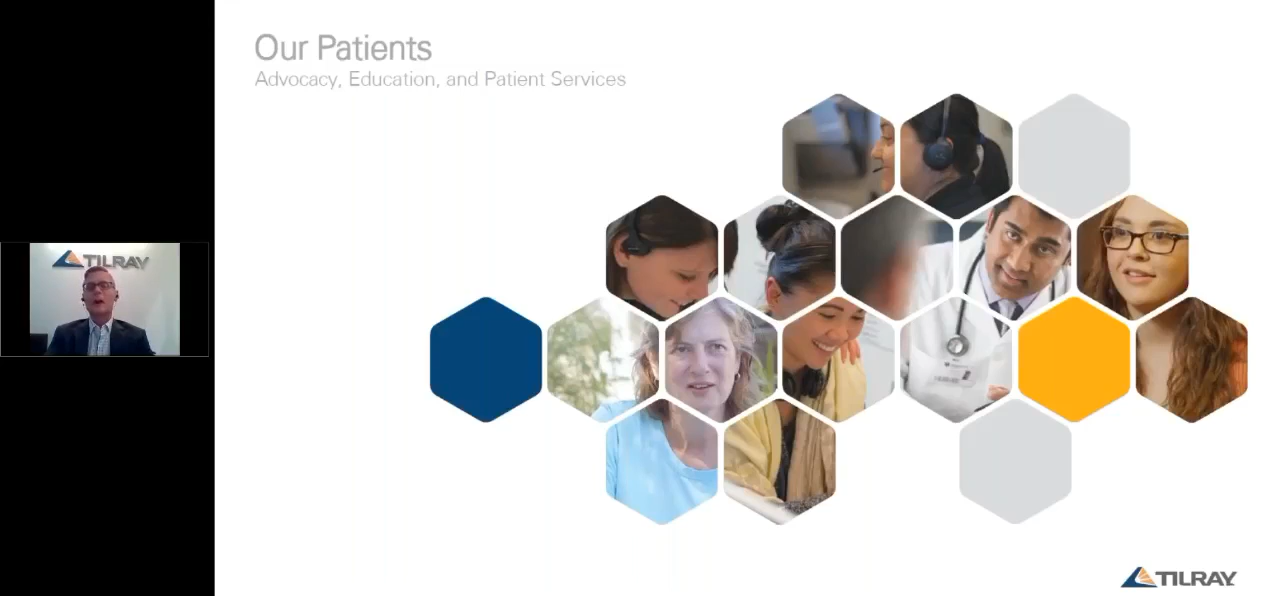 Our Patients
Advocacy, Education, and Patient Services
TILRAY
TILRAY